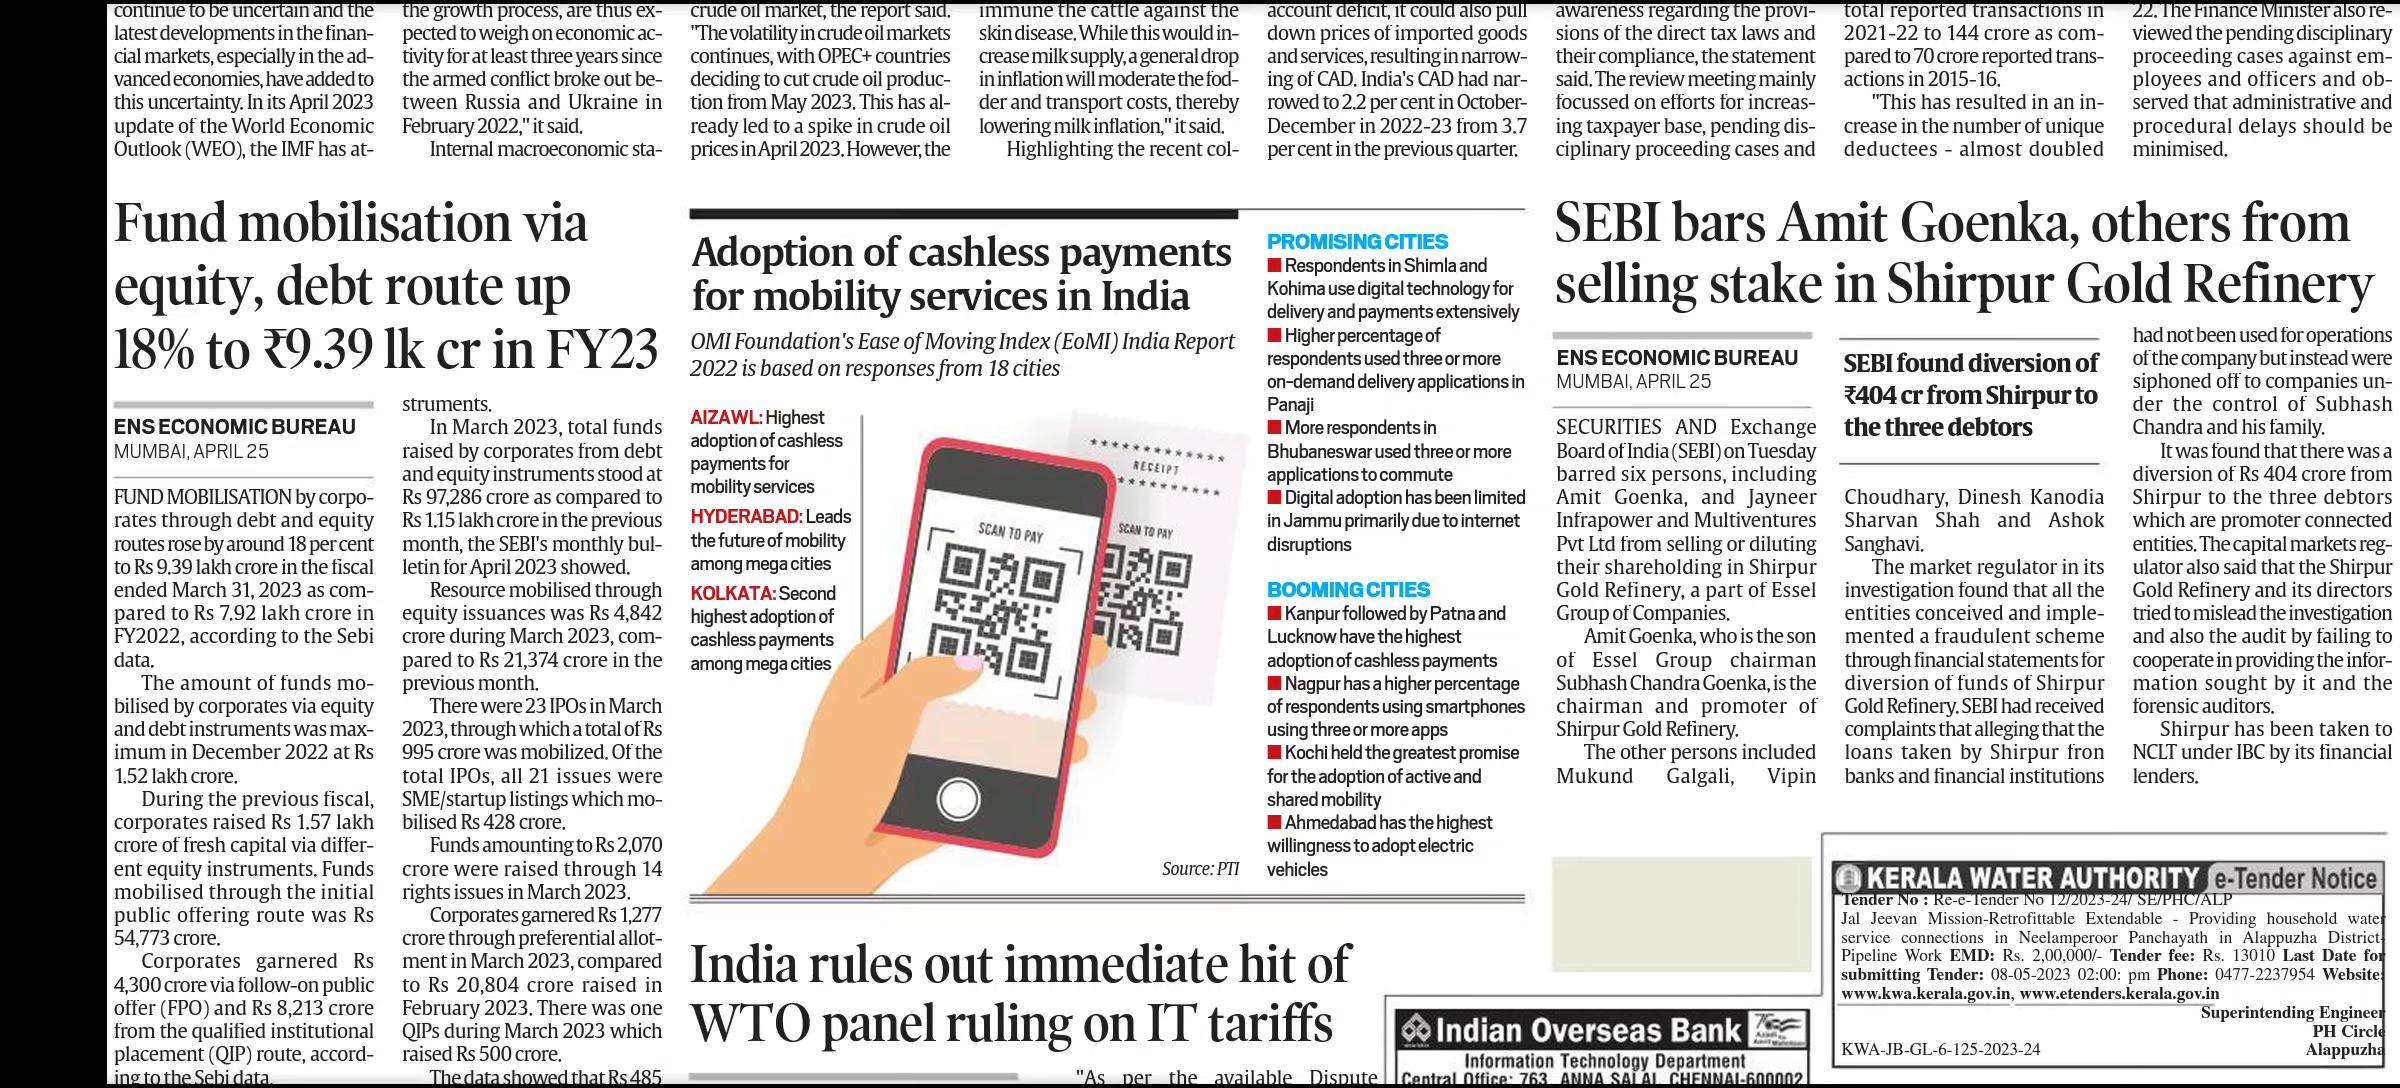 continue to be uncertain and the
latest developments in the finan-
cial markets, especially in the ad-
vanced economies, have added to
this uncertainty. In its April 2023
update of the World Economic
Outlook (WEO), the IMF has at-
the growth process, are thus ex-
pected to weigh on economic ac-
tivity for at least three years since
the armed conflict broke out be-
tween Russia and Ukraine in
February 2022," it said.
Internal macroeconomic sta-
crude oil market, the report said.
"The volatility in crude oil markets
continues, with OPEC+ countries
deciding to cut crude oil produc-
tion from May 2023. This has al-
ready led to a spike in crude oil
prices in April 2023. However, the
immune the cattle against the
skin disease. While this would in-
crease milk supply, a general drop
in inflation will moderate the fod-
der and transport costs, thereby
lowering milk inflation," it said.
Highlighting the recent col-
account deficit, it could also pull
down prices of imported goods
and services, resulting in narrow-
ing of CAD. India's CAD had nar-
rowed to 2.2 per cent in October-
December in 2022-23 from 3.7
per cent in the previous quarter.
awareness regarding the provi-
sions of the direct tax laws and
their compliance, the statement
said. The review meeting mainly
focussed on efforts for increas-
ing taxpayer base, pending dis-
ciplinary proceeding cases and
total reported transactions in
2021-22 to 144 crore as com-
pared to 70 crore reported trans-
actions in 2015-16.
"This has resulted in an in-
crease in the number of unique
deductees - almost doubled
22. The Finance Minister also re-
viewed the pending disciplinary
proceeding cases against em-
ployees and officers and ob-
served that administrative and
procedural delays should be
minimised.
Fund mobilisation via
equity, debt route up
18% to ₹9.39 lk cr in FY23
ENS ECONOMIC BUREAU
MUMBAI, APRIL 25
FUND MOBILISATION by corpo-
rates through debt and equity
routes rose by around 18 per cent
to Rs 9.39 lakh crore in the fiscal
ended March 31, 2023 as com-
pared to Rs 7.92 lakh crore in
FY2022, according to the Sebi
data.
The amount of funds mo-
bilised by corporates via equity
and debt instruments was max-
imum in December 2022 at Rs
1.52 lakh crore.
During the previous fiscal,
corporates raised Rs 1.57 lakh
crore of fresh capital via differ-
ent equity instruments. Funds
mobilised through the initial
public offering route was Rs
54,773 crore.
Corporates garnered Rs
4,300 crore via follow-on public
offer (FPO) and Rs 8,213 crore
from the qualified institutional
placement (QIP) route, accord-
ing to the Sebi data.
struments.
In March 2023, total funds
raised by corporates from debt
and equity instruments stood at
Rs 97,286 crore as compared to
Rs 1.15 lakh crore in the previous
month, the SEBI's monthly bul-
letin for April 2023 showed.
Resource mobilised through
equity issuances was Rs 4,842
crore during March 2023, com-
pared to Rs 21,374 crore in the
previous month.
There were 23 IPOs in March
2023, through which a total of Rs
995 crore was mobilized. Of the
total IPOs, all 21 issues were
SME/startup listings which mo-
bilised Rs 428 crore.
Funds amounting to Rs 2,070
crore were raised through 14
rights issues in March 2023.
Corporates garnered Rs 1,277
crore through preferential allot-
ment in March 2023, compared
to Rs 20,804 crore raised in
February 2023. There was one
QIPs during March 2023 which
raised Rs 500 crore.
The data showed that Rs 485
Adoption of cashless payments
for mobility services in India
OMI Foundation's Ease of Moving Index (EoMI) India Report
2022 is based on responses from 18 cities
AIZAWL: Highest
adoption of cashless
payments for
mobility services
HYDERABAD: Leads
the future of mobility
among mega cities
KOLKATA: Second
highest adoption of
cashless payments
among mega cities
RECEIPT
SCAN TO PAY
SCAN TO PAY
Source: PTI
PROMISING CITIES
■ Respondents in Shimla and
Kohima use digital technology for
delivery and payments extensively
■ Higher percentage of
respondents used three or more
on-demand delivery applications in
Panaji
■ More respondents in
Bhubaneswar used three or more
applications to commute
■ Digital adoption has been limited
in Jammu primarily due to internet
disruptions
BOOMING CITIES
■ Kanpur followed by Patna and
Lucknow have the highest
adoption of cashless payments
■ Nagpur has a higher percentage
of respondents using smartphones
using three or more apps
■ Kochi held the greatest promise
for the adoption of active and
shared mobility
■ Ahmedabad has the highest
willingness to adopt electric
vehicles
India rules out immediate hit of
WTO panel ruling on IT tariffs
"As per the available Dispute
SEBI bars Amit Goenka, others from
selling stake in Shirpur Gold Refinery
ENS ECONOMIC BUREAU
MUMBAI, APRIL 25
SECURITIES AND Exchange
Board of India (SEBI) on Tuesday
barred six persons, including
Amit Goenka, and Jayneer
Infrapower and Multiventures
Pvt Ltd from selling or diluting
their shareholding in Shirpur
Gold Refinery, a part of Essel
Group of Companies.
Amit Goenka, who is the son
of Essel Group chairman
Subhash Chandra Goenka, is the
chairman and promoter of
Shirpur Gold Refinery.
The other persons included
Mukund Galgali, Vipin
SEBI found diversion of
₹404 cr from Shirpur to
the three debtors
Choudhary, Dinesh Kanodia
Sharvan Shah and Ashok
Sanghavi.
The market regulator in its
investigation found that all the
entities conceived and imple-
mented a fraudulent scheme
through financial statements for
diversion of funds of Shirpur
Gold Refinery. SEBI had received
complaints that alleging that the
loans taken by Shirpur fron
banks and financial institutions
had not been used for operations
of the company but instead were
siphoned off to companies un-
der the control of Subhash
Chandra and his family.
It was found that there was a
diversion of Rs 404 crore from
Shirpur to the three debtors
which are promoter connected
entities. The capital markets reg-
ulator also said that the Shirpur
Gold Refinery and its directors
tried to mislead the investigation
and also the audit by failing to
cooperate in providing the infor-
mation sought by it and the
forensic auditors.
Shirpur has been taken to
NCLT under IBC by its financial
lenders.
Indian Overseas Bank
Information Technology Department
Central Office: 763, ANNA SALAI, CHENNAI-600002
KERALA WATER AUTHORITY e-Tender Notice
Tender No : Re-e-Tender No 12/2023-24/ SE/PHC/ALP
Jal Jeevan Mission-Retrofittable Extendable - Providing household water
service connections in Neelamperoor Panchayath in Alappuzha District-
Pipeline Work EMD: Rs. 2,00,000/- Tender fee: Rs. 13010 Last Date for
submitting Tender: 08-05-2023 02:00: pm Phone: 0477-2237954 Website:
www.kwa.kerala.gov.in, www.etenders.kerala.gov.in
Superintending Engineer
PH Circle
Alappuzha
KWA-JB-GL-6-125-2023-24